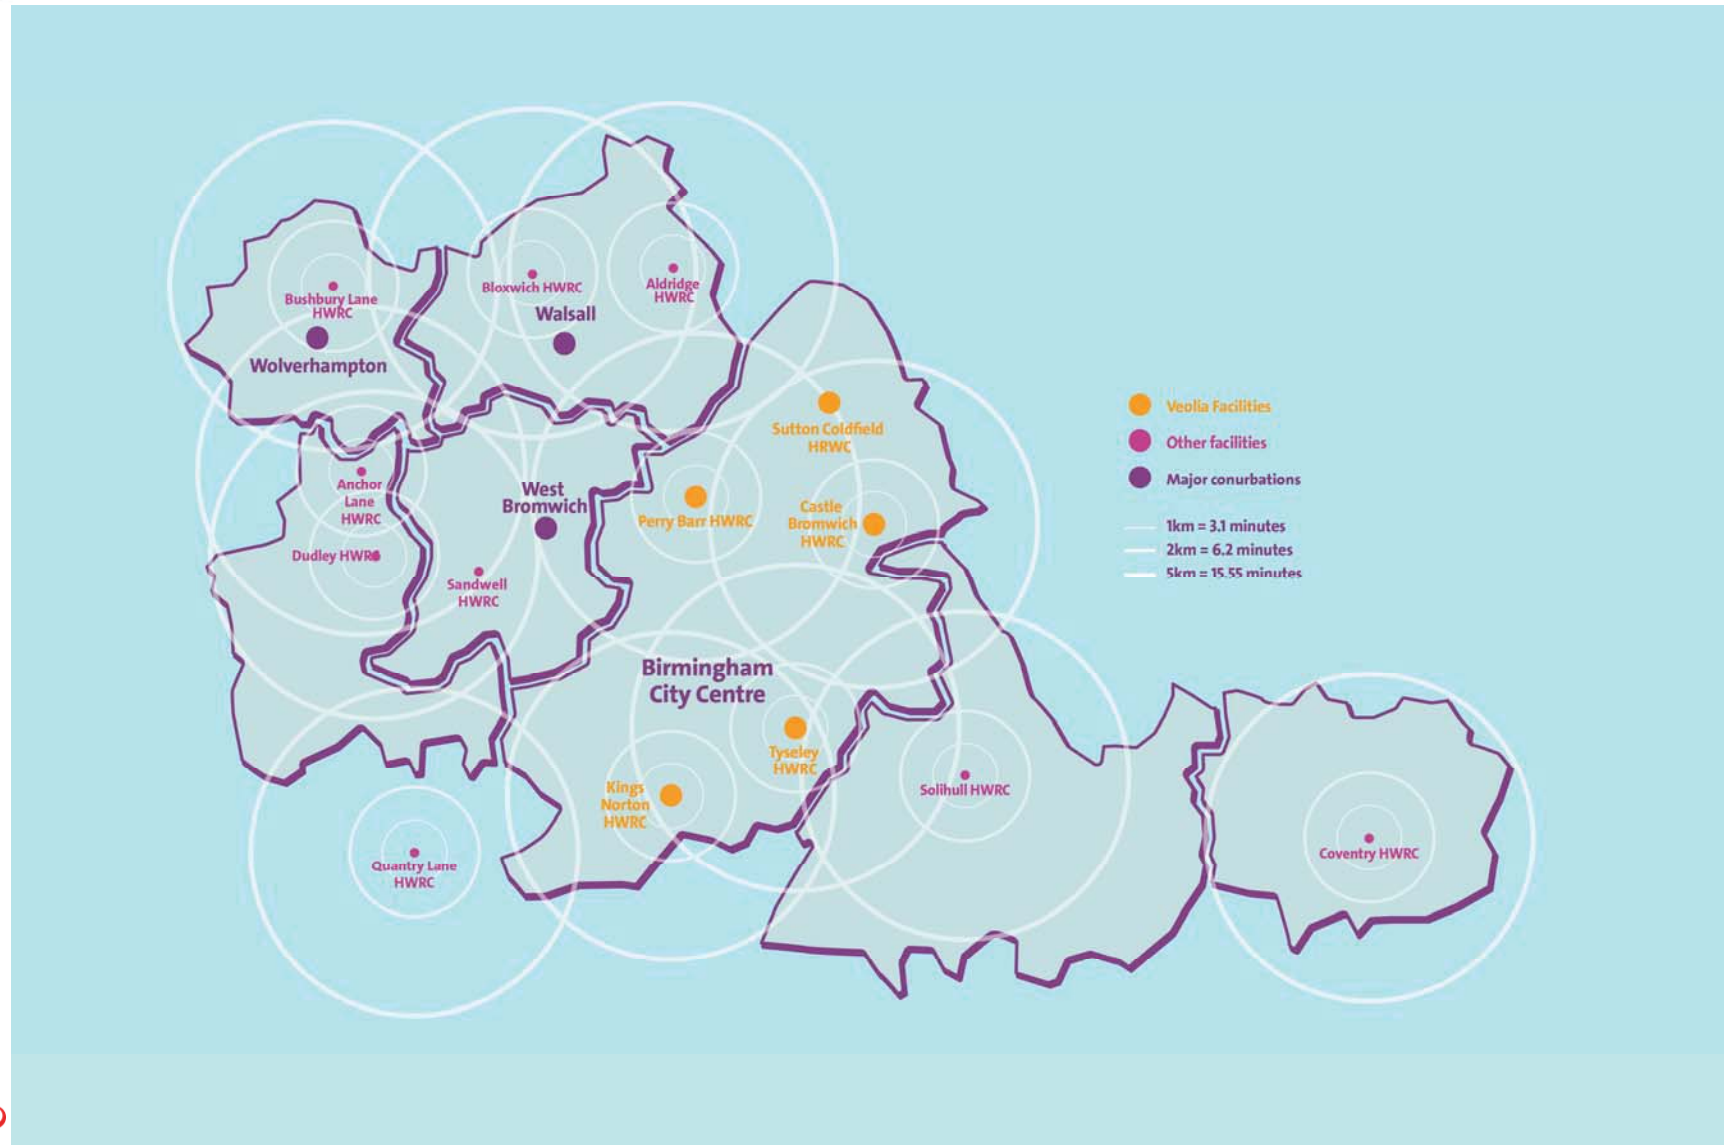 Bushbury Lane
HWRC
Wolverhampton
Bloxwich HWRC
Walsall
Aldridge
HWRC
Sutton Coldfield
HRWC
Anchor
Lane
HWRC
Dudley HWRC
West
Bromwich
Sandwell
HWRC
Perry Barr HWRC
Castle
Bromwich
HWRC
Birmingham
City Centre
Tyseley
HWRC
Kings
Norton
HWRC
Quantry Lane
HWRC
Solihull HWRC
Coventry HWRC
Veolia Facilities
Other facilities
Major conurbations
1km = 3.1 minutes
2km = 6.2 minutes
5km = 15.55 minutes